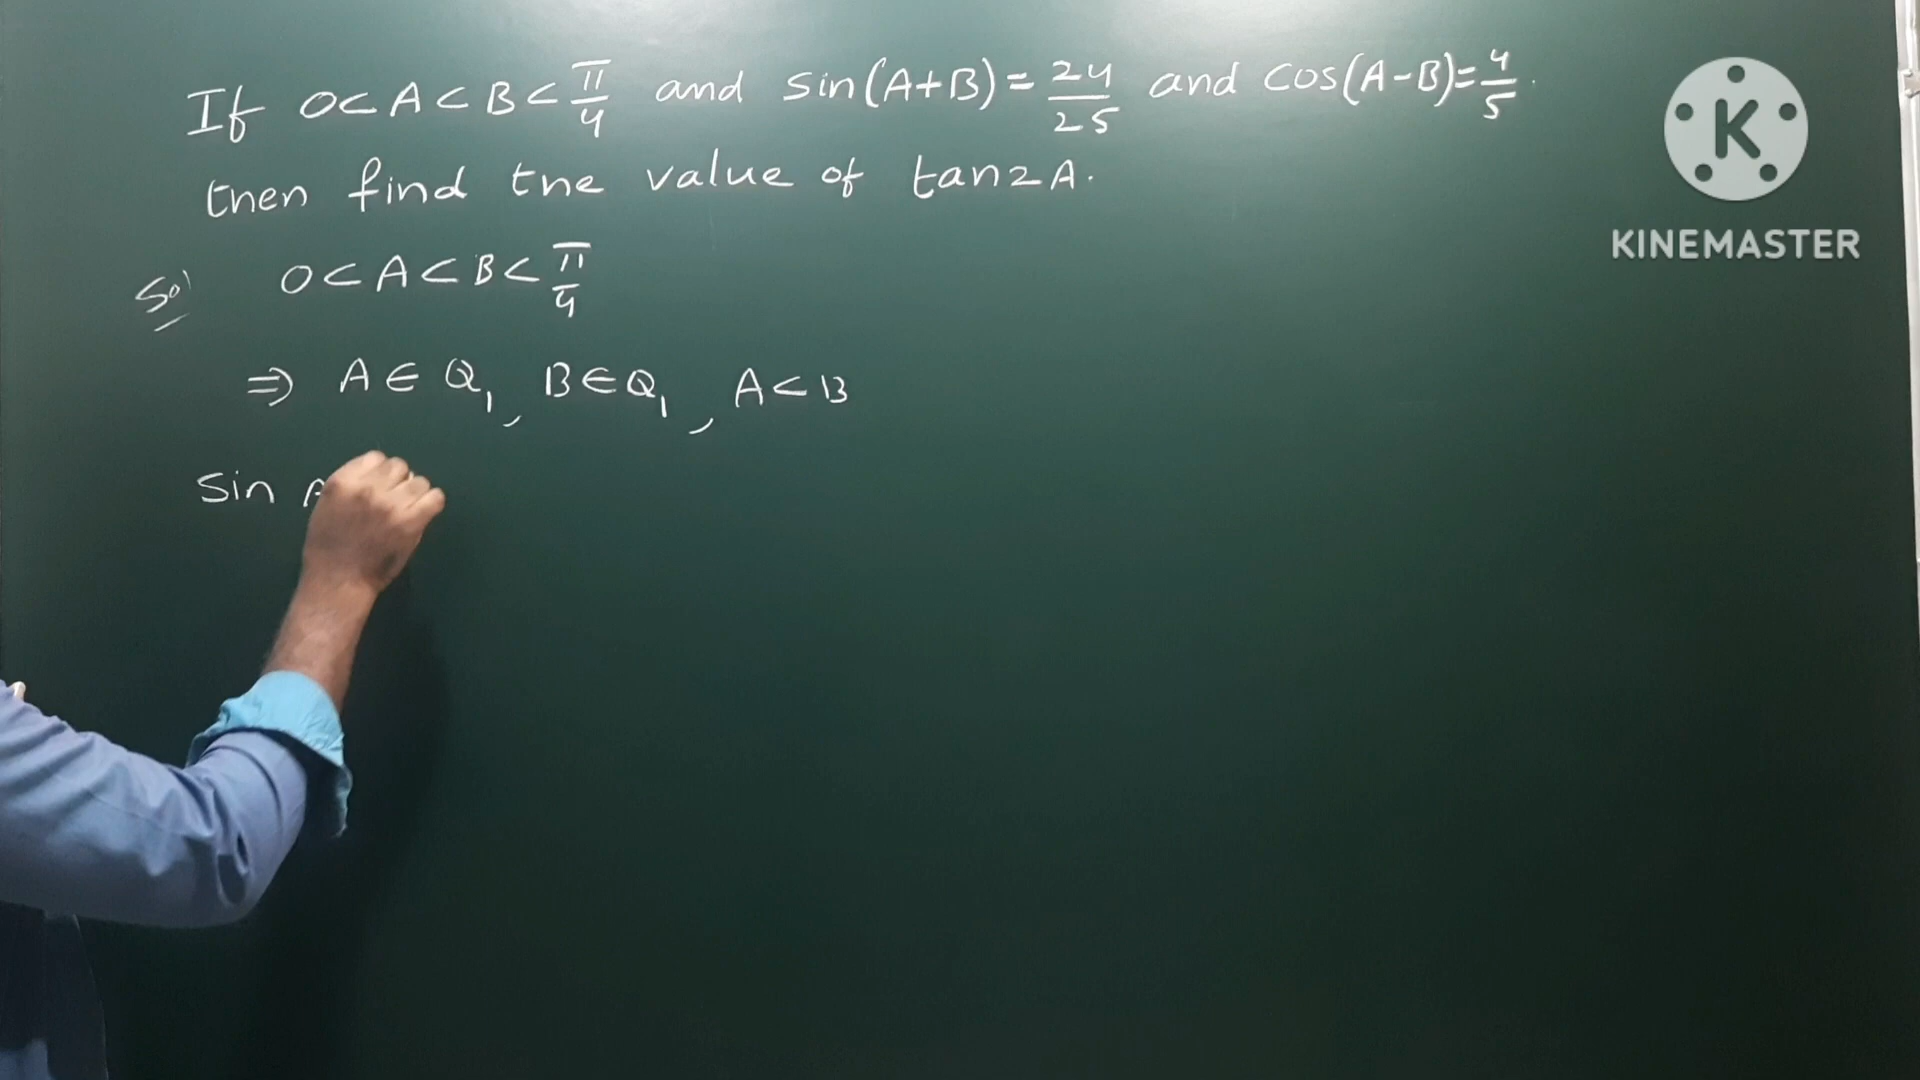 If 0<A<B<π/4 and sin(A+B)=24/25 and cos(A-B)=4/5.
then find the value of tan2A.
Sol 0<A<B<π/4
⇒ A∈Q₁, B∈Q₁, A<B
sin A
K
KINEMASTER